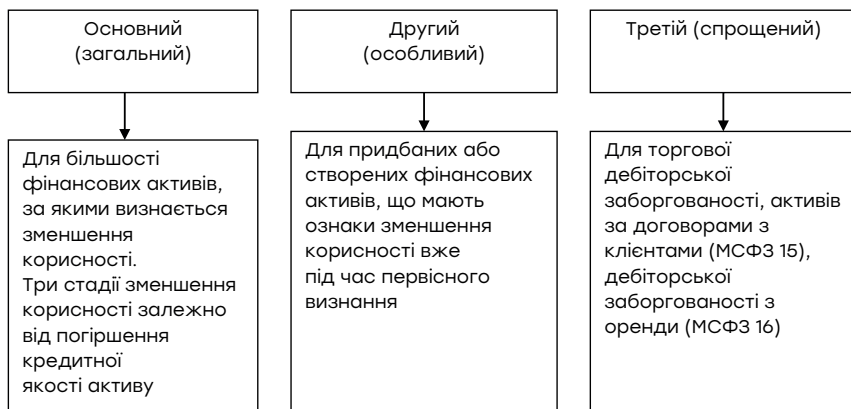 Основний
(загальний)
Другий
(особливий)
Третій (спрощений)
Для більшості
фінансових активів,
за якими визнається
зменшення
корисності.
Три стадії зменшення
корисності залежно
від погіршення
кредитної
якості активу
Для придбаних або
створених фінансових
активів, що мають
ознаки зменшення
корисності вже
під час первісного
визнання
Для торгової
дебіторської
заборгованості, активів
за договорами з
клієнтами (МСФЗ 15),
дебіторської
заборгованості з
оренди (МСФЗ 16)